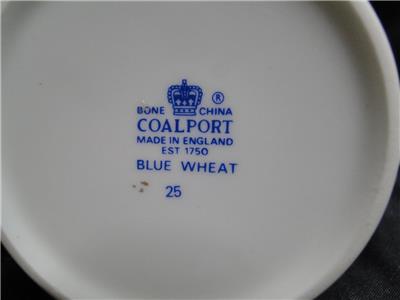 ®
BONE CHINA
COALPORT
MADE IN ENGLAND
EST 1750
BLUE WHEAT
25